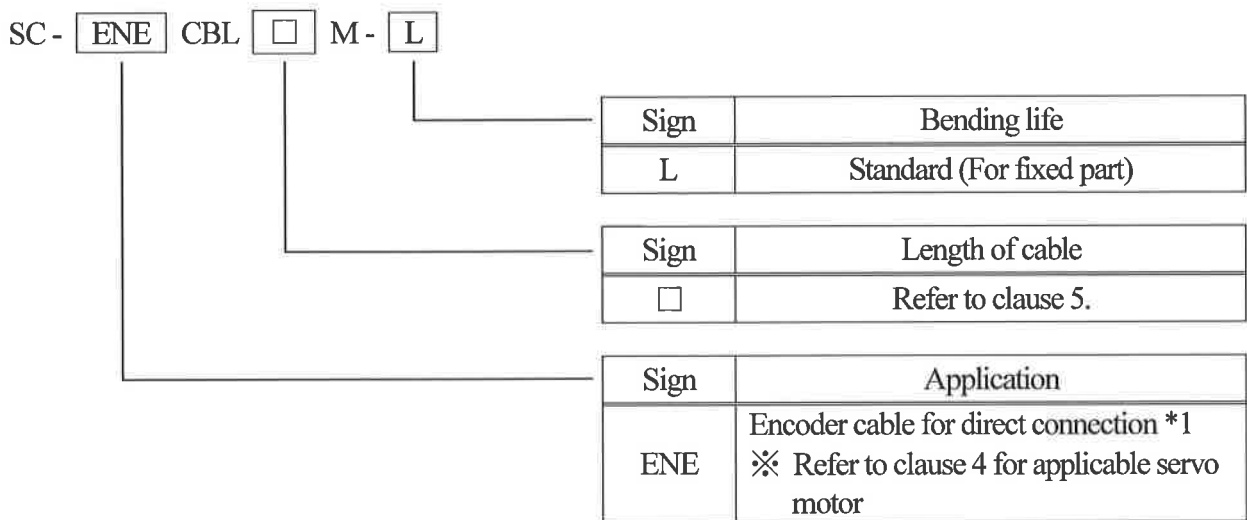 SC - ENE CBL □ M - L
Sign Bending life
L Standard (For fixed part)
Sign Length of cable
□ Refer to clause 5.
Sign Application
ENE Encoder cable for direct connection *1
※ Refer to clause 4 for applicable servo
motor